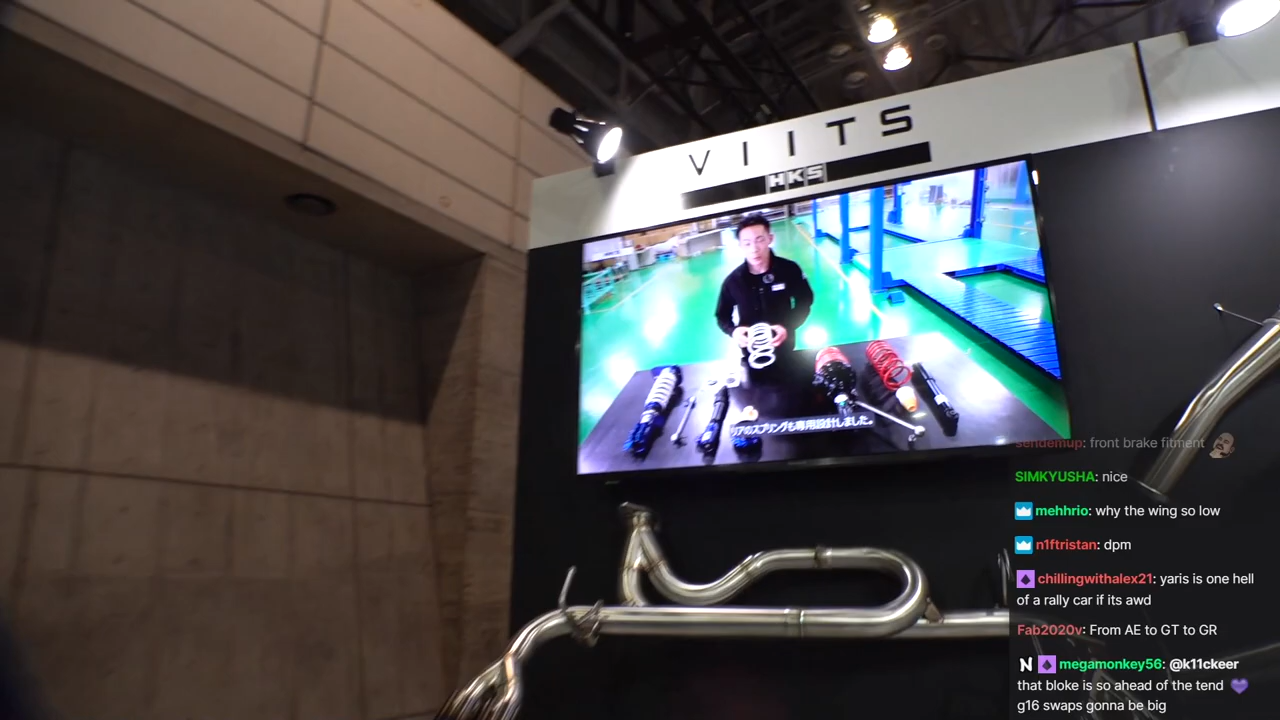 VIITS
HKS
リアのスプリングも専用設計しました。
sendemup: front brake fitment
SIMKYUSHA: nice
mehhrio: why the wing so low
n1ftristan: dpm
chillingwithalex21: yaris is one hell
of a rally car if its awd
Fab2020v: From AE to GT to GR
N megamonkey56: @k11ckeer
that bloke is so ahead of the tend 💜
g16 swaps gonna be big